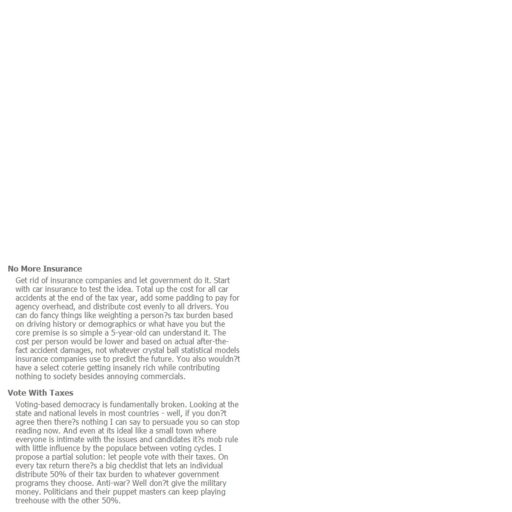 No More Insurance
Get rid of insurance companies and let government do it. Start
with car insurance to test the idea. Total up the cost for all car
accidents at the end of the tax year, add some padding to pay for
agency overhead, and distribute cost evenly to all drivers. You
can do fancy things like weighting a person?s tax burden based
on driving history or demographics or what have you but the
core premise is so simple a 5-year-old can understand it. The
cost per person would be lower and based on actual after-the-
fact accident damages, not whatever crystal ball statistical models
insurance companies use to predict the future. You also wouldn?t
have a select coterie getting insanely rich while contributing
nothing to society besides annoying commercials.
Vote With Taxes
Voting-based democracy is fundamentally broken. Looking at the
state and national levels in most countries - well, if you don?t
agree then there?s nothing I can say to persuade you so can stop
reading now. And even at its ideal like a small town where
everyone is intimate with the issues and candidates it?s mob rule
with little influence by the populace between voting cycles. I
propose a partial solution: let people vote with their taxes. On
every tax return there?s a big checklist that lets an individual
distribute 50% of their tax burden to whatever government
programs they choose. Anti-war? Well don?t give the military
money. Politicians and their puppet masters can keep playing
treehouse with the other 50%.